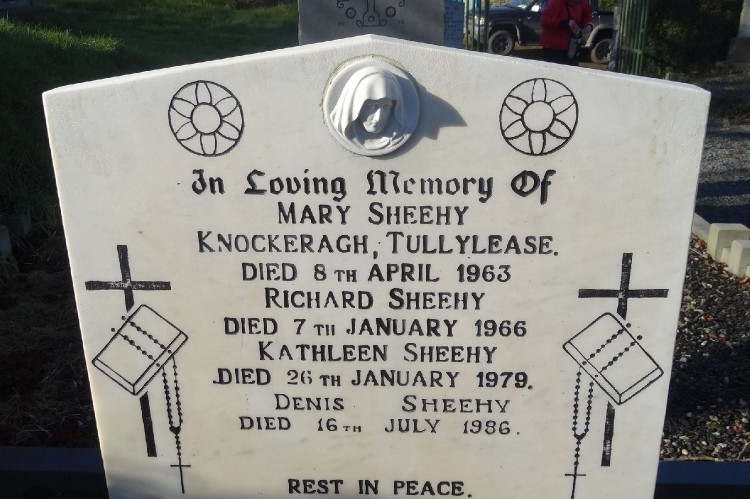 In Loving Memory Of
MARY SHEEHY
KNOCKERAGH, TULLYLEASE.
DIED 8TH APRIL 1963
RICHARD SHEEHY
DIED 7TH JANUARY 1966
KATHLEEN SHEEHY
DIED 26TH JANUARY 1979.
DENIS SHEEHY
DIED 16TH JULY 1986.
REST IN PEACE.